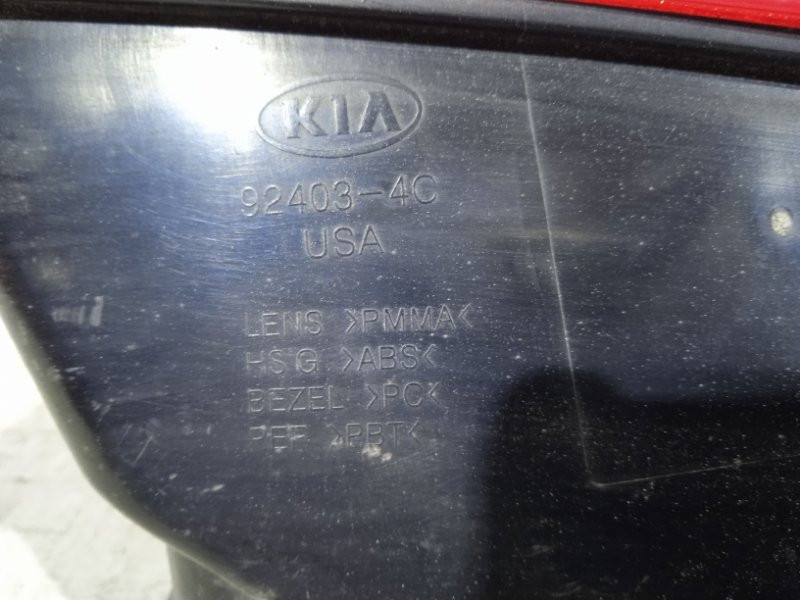 KIA
92403-4C
USA
LENS >PMMA<
HSG >ABS<
BEZEL >PC<
REF >PBT<